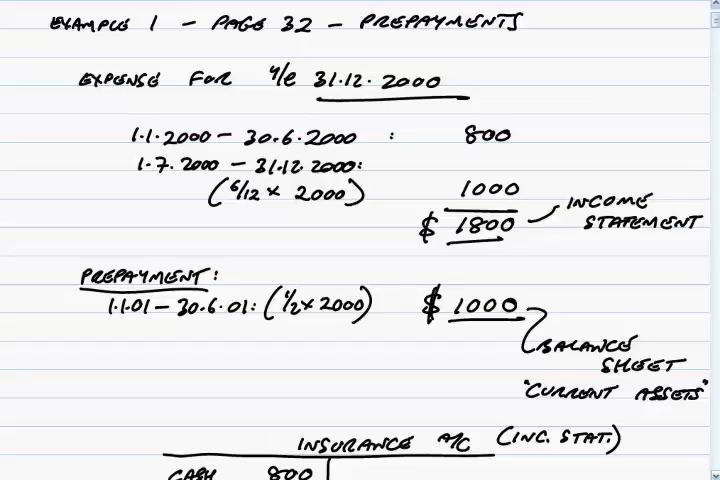 EXAMPLE 1 - PAGE 32 - PREPAYMENTS
EXPENSE FOR Y/E 31.12.2000
1.1.2000 - 30.6.2000 : 800
1.7.2000 - 31.12.2000:
(6/12 x 2000) 1000
$ 1800
INCOME
STATEMENT
PREPAYMENT:
1.1.01 - 30.6.01: (1/2 x 2000) $ 1000
BALANCE
SHEET
"CURRENT ASSETS"
INSURANCE A/C (INC. STAT.)
CASH 800